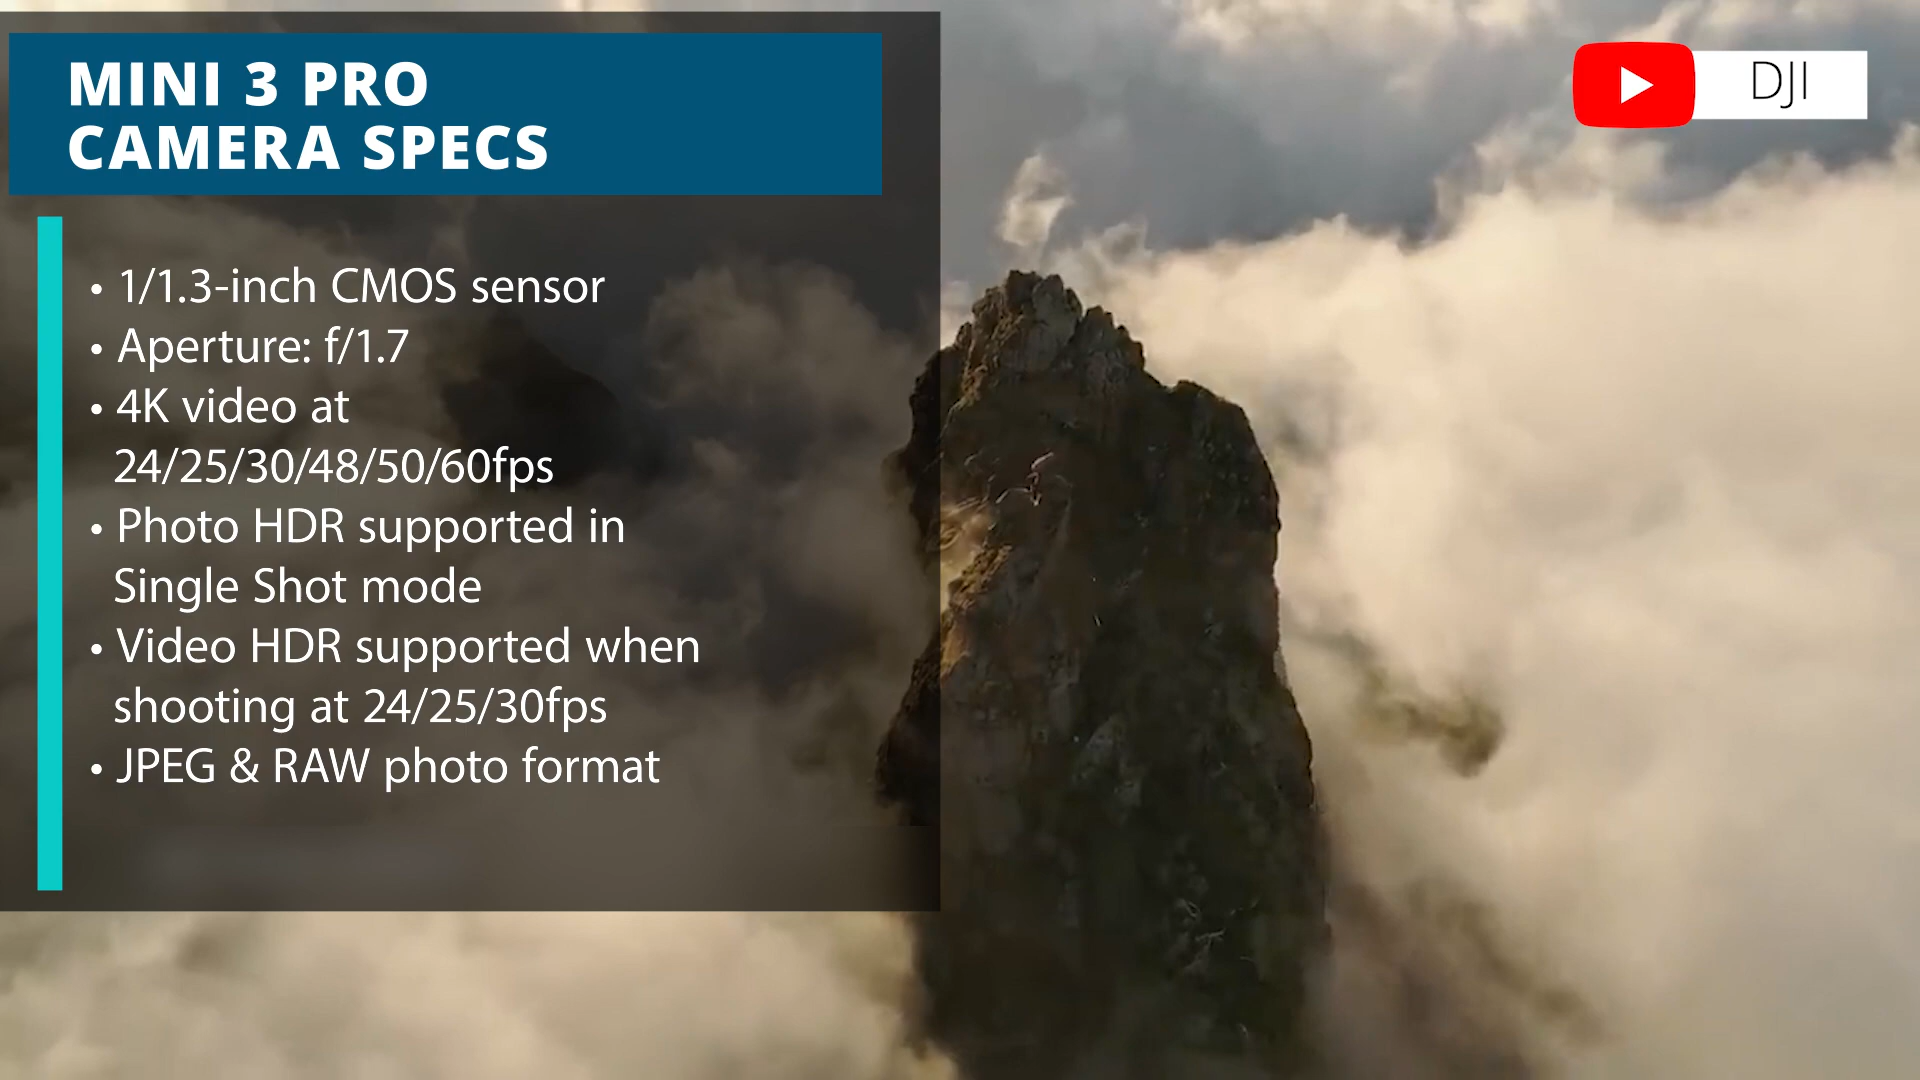 MINI 3 PRO
CAMERA SPECS
DJI
• 1/1.3-inch CMOS sensor
• Aperture: f/1.7
• 4K video at
24/25/30/48/50/60fps
• Photo HDR supported in
Single Shot mode
• Video HDR supported when
shooting at 24/25/30fps
• JPEG & RAW photo format